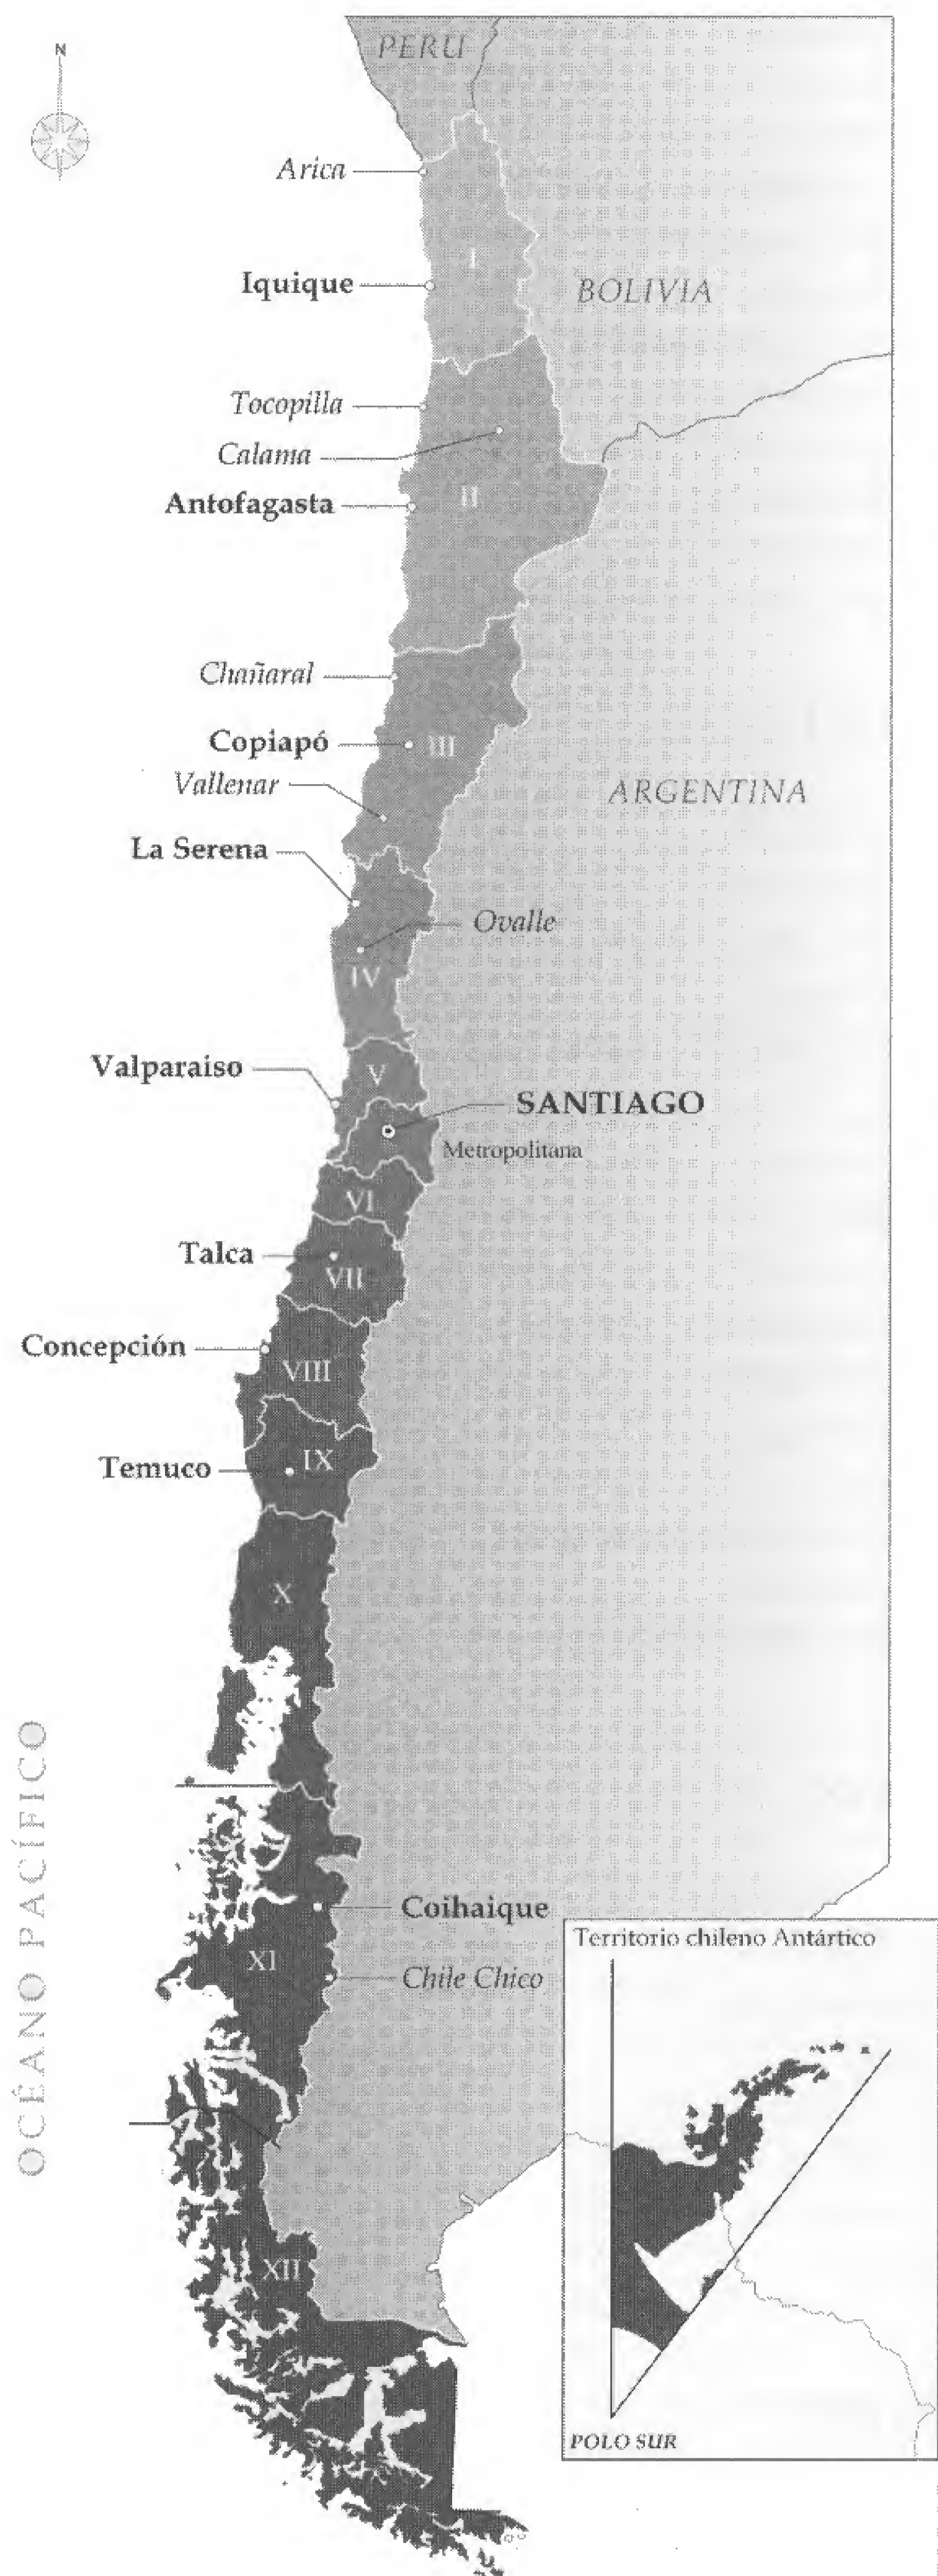 PERU
N
Arica
I
Iquique
BOLIVIA
Tocopilla
Calama
II
Antofagasta
Chañaral
Copiapó
III
Vallenar
ARGENTINA
La Serena
Ovalle
IV
Valparaiso
V
SANTIAGO
Metropolitana
VI
Talca
VII
Concepción
VIII
IX
Temuco
X
OCÉANO PACÍFICO
Coihaique
Territorio chileno Antártico
XI
Chile Chico
XII
POLO SUR